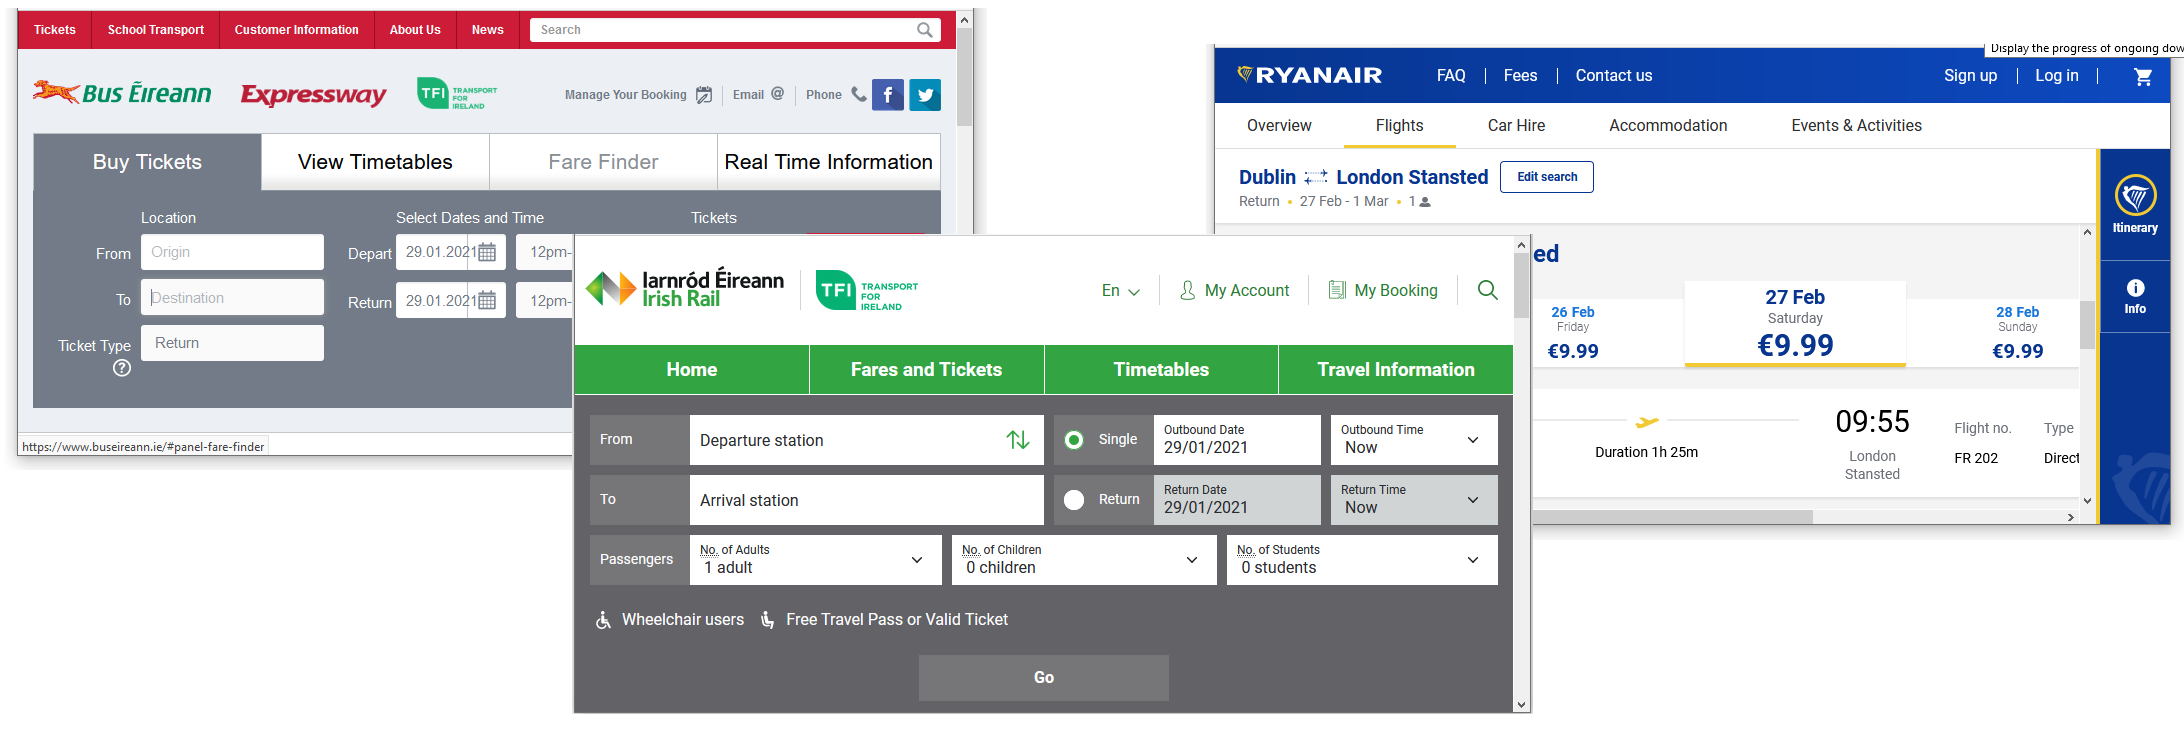 Tickets School Transport Customer Information About Us News Search
Bus Éireann Expressway TFI TRANSPORT FOR IRELAND Manage Your Booking Email @ Phone
Buy Tickets View Timetables Fare Finder Real Time Information
Location Select Dates and Time Tickets
From Origin Depart 29.01.2021 12pm-
To Destination Return 29.01.2021 12pm-
Ticket Type Return
https://www.buseireann.ie/#panel-fare-finder
Iarnród Éireann
Irish Rail
TFI TRANSPORT
FOR
IRELAND
En My Account My Booking
Home Fares and Tickets Timetables Travel Information
From Departure station Single Outbound Date 29/01/2021 Outbound Time Now
To Arrival station Return Return Date 29/01/2021 Return Time Now
Passengers No. of Adults 1 adult No. of Children 0 children No. of Students 0 students
Wheelchair users Free Travel Pass or Valid Ticket
Go
Display the progress of ongoing dow
RYANAIR FAQ Fees Contact us Sign up Log in
Overview Flights Car Hire Accommodation Events & Activities
Dublin London Stansted Edit search
Return • 27 Feb - 1 Mar • 1
Itinerary
Info
ed
26 Feb
Friday
€9.99
27 Feb
Saturday
€9.99
28 Feb
Sunday
€9.99
Duration 1h 25m
09:55
London
Stansted
Flight no. Type
FR 202 Direct